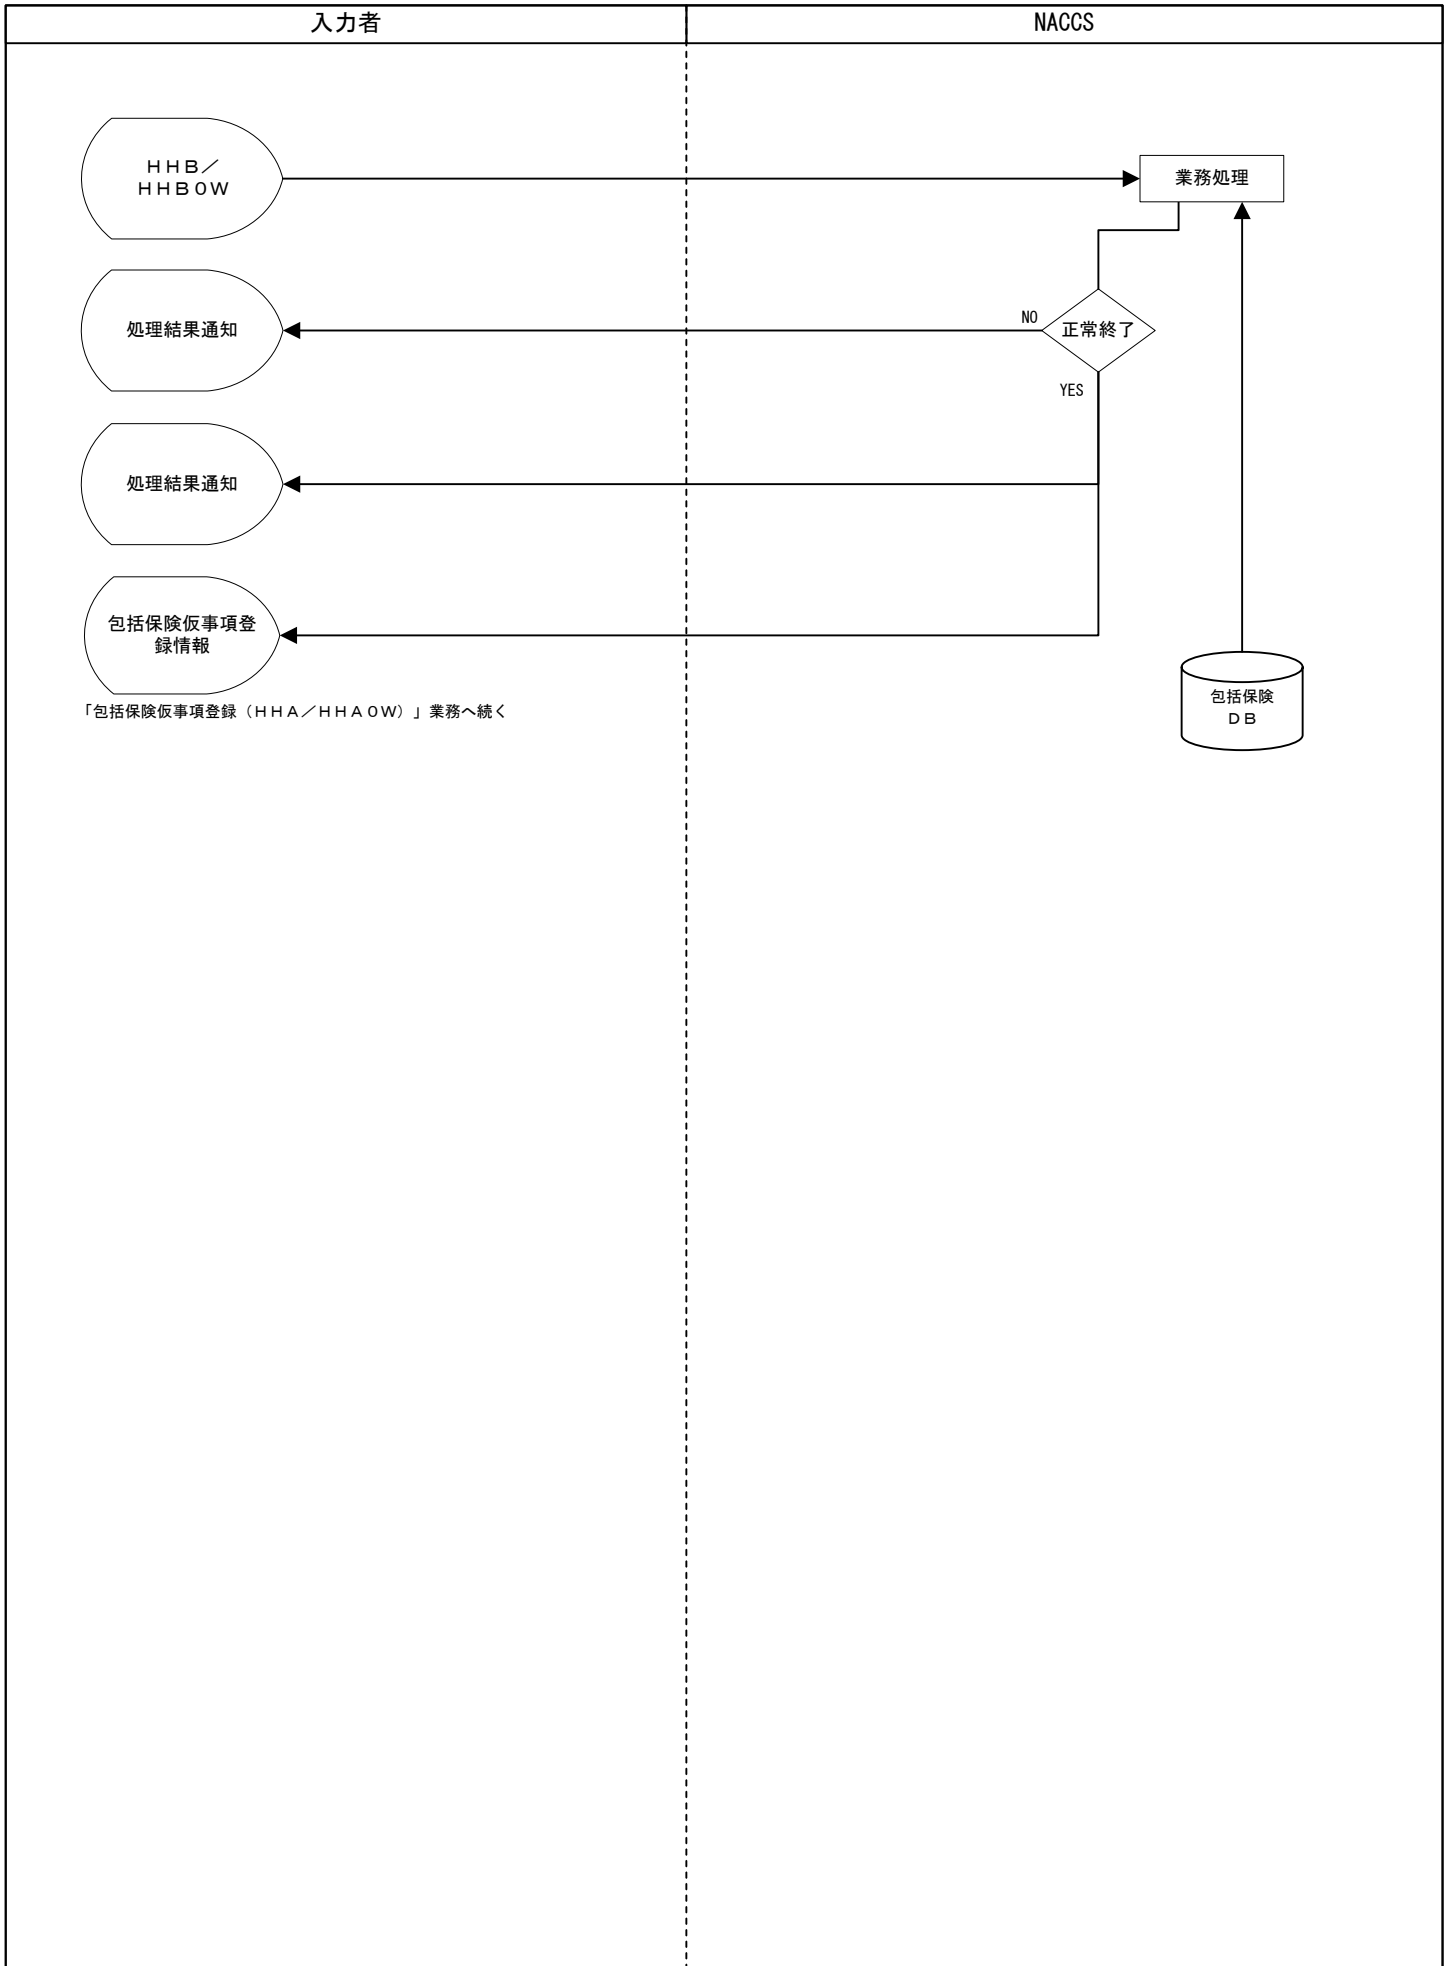 入力者
NACCS
ＨＨＢ／
ＨＨＢ０Ｗ
業務処理
処理結果通知
NO
正常終了
YES
処理結果通知
包括保険仮事項登
録情報
「包括保険仮事項登録（ＨＨＡ／ＨＨＡ０Ｗ）」業務へ続く
包括保険
ＤＢ